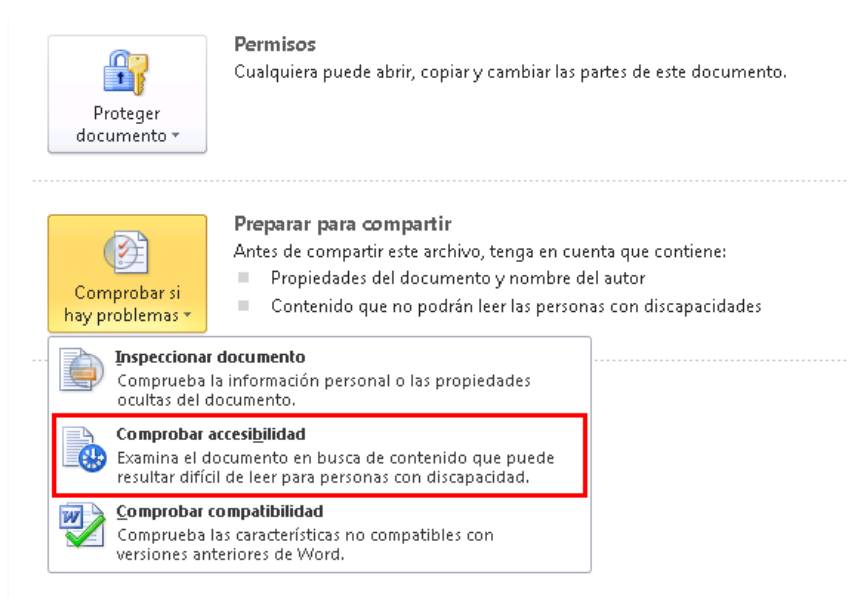 Permisos
Cualquiera puede abrir, copiar y cambiar las partes de este documento.
Proteger
documento
Preparar para compartir
Antes de compartir este archivo, tenga en cuenta que contiene:
Propiedades del documento y nombre del autor
Contenido que no podrán leer las personas con discapacidades
Comprobar si
hay problemas
Inspeccionar documento
Comprueba la información personal o las propiedades
ocultas del documento.
Comprobar accesibilidad
Examina el documento en busca de contenido que puede
resultar difícil de leer para personas con discapacidad.
Comprobar compatibilidad
Comprueba las características no compatibles con
versiones anteriores de Word.